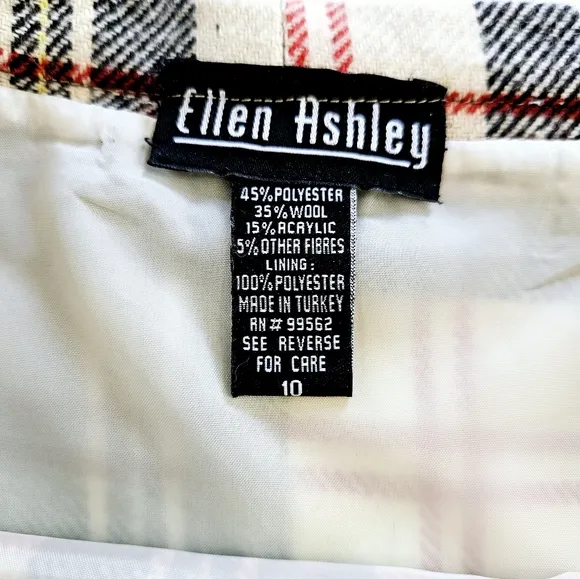 Ellen Ashley
45% POLYESTER
35% WOOL
15% ACRYLIC
5% OTHER FIBRES
LINING:
100% POLYESTER
MADE IN TURKEY
RN# 99562
SEE REVERSE
FOR CARE
10